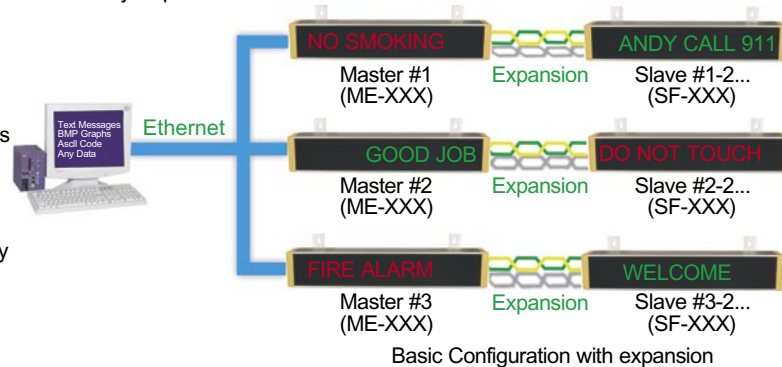 NO SMOKING
ANDY CALL 911
Master #1
(ME-XXX)
Expansion
Slave #1-2...
(SF-XXX)
Text Messages
BMP Graphs
AscII Code
Any Data
Ethernet
GOOD JOB
DO NOT TOUCH
Master #2
(ME-XXX)
Expansion
Slave #2-2...
(SF-XXX)
FIRE ALARM
WELCOME
Master #3
(ME-XXX)
Expansion
Slave #3-2...
(SF-XXX)
Basic Configuration with expansion